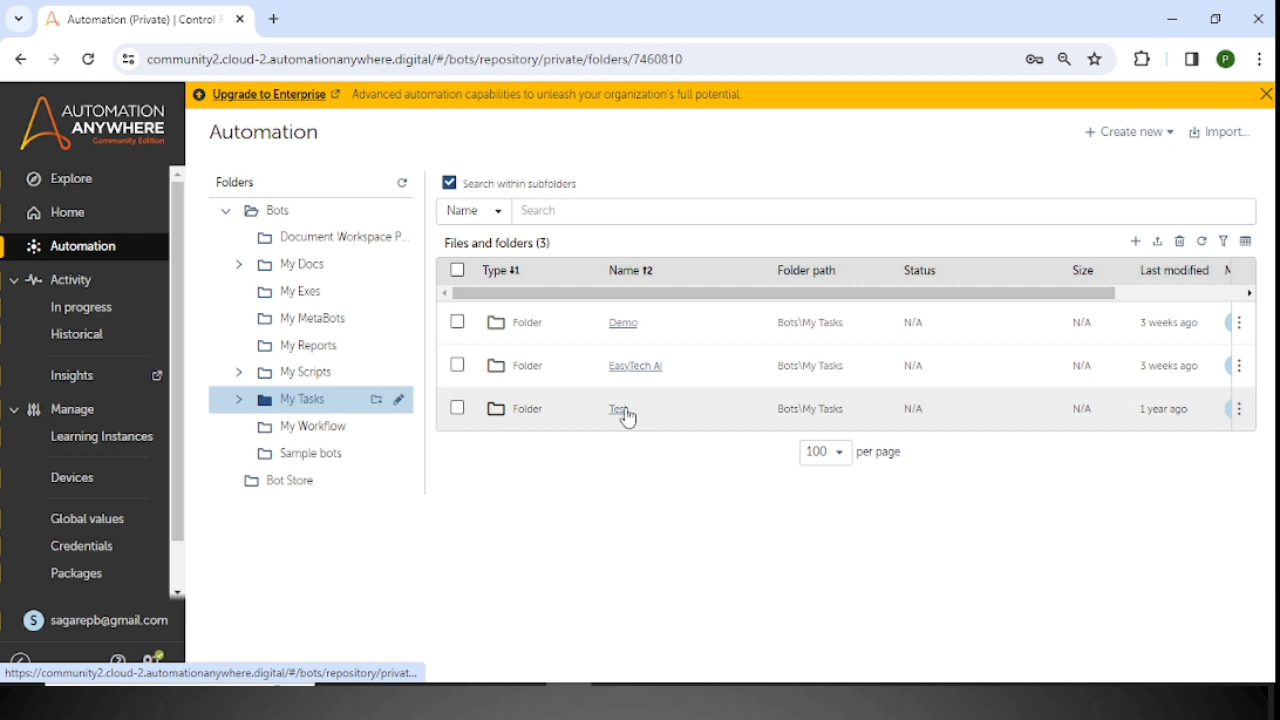 Automation (Private) | Control
community2.cloud-2.automationanywhere.digital/#/bots/repository/private/folders/7460810
P
AUTOMATION
ANYWHERE
Community Edition
Upgrade to Enterprise Advanced automation capabilities to unleash your organization's full potential.
Automation
Create new
Import...
Explore
Home
Automation
Activity
In progress
Historical
Insights
Manage
Learning Instances
Devices
Global values
Credentials
Packages
S sagarepb@gmail.com
Folders
Bots
Document Workspace P...
My Docs
My Exes
My MetaBots
My Reports
My Scripts
My Tasks
My Workflow
Sample bots
Bot Store
Search within subfolders
Name Search
Files and folders (3)
Type Name Folder path Status Size Last modified
Folder Demo Bots\My Tasks N/A N/A 3 weeks ago
Folder EasyTech AI Bots\My Tasks N/A N/A 3 weeks ago
Folder Bots\My Tasks N/A N/A 1 year ago
100 per page
https://community2.cloud-2.automationanywhere.digital/#/bots/repository/privat...